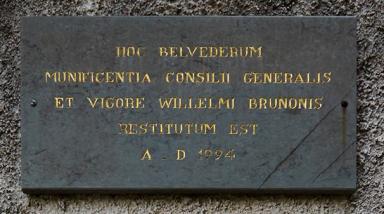 HOC BELVEDERUM
MUNIFICENTIA CONSILII GENERALIS
ET VIGORE WILLELMI BRUNONIS
RESTITUTUM EST
A . D 1994